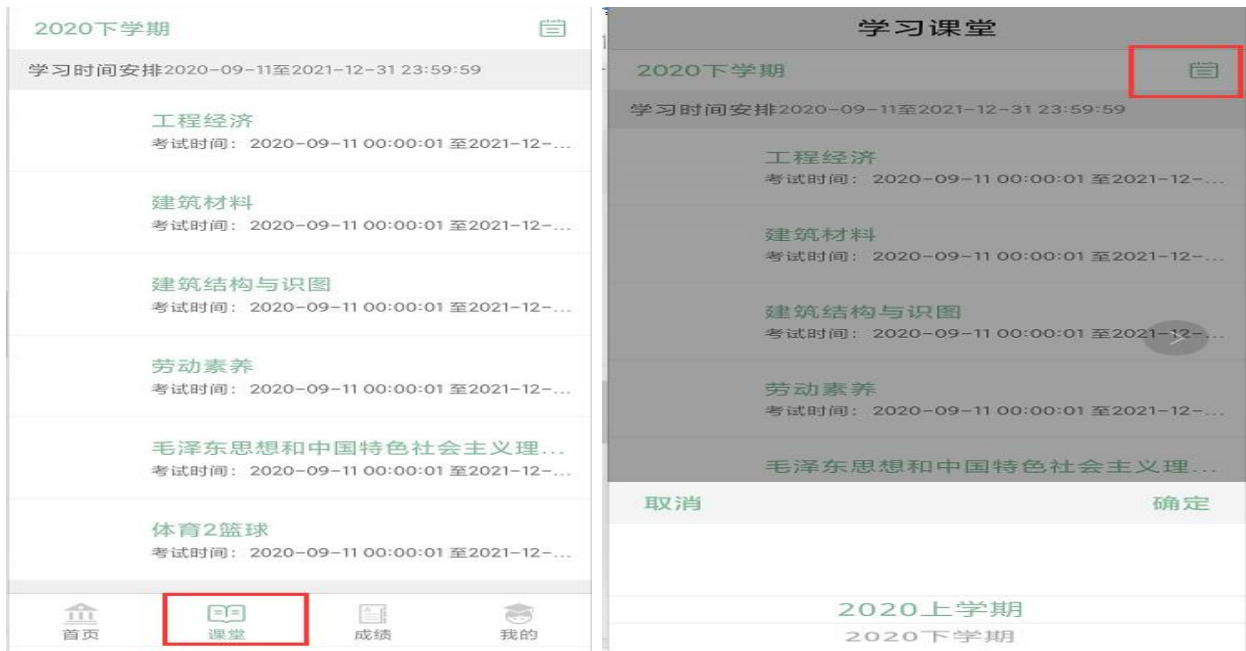 2020下学期
学习时间安排2020-09-11至2021-12-31 23:59:59
工程经济
考试时间：2020-09-11 00:00:01 至2021-12-...
建筑材料
考试时间：2020-09-11 00:00:01 至2021-12-...
建筑结构与识图
考试时间：2020-09-11 00:00:01 至2021-12-...
劳动素养
考试时间：2020-09-11 00:00:01 至2021-12-...
毛泽东思想和中国特色社会主义理...
考试时间：2020-09-11 00:00:01 至2021-12-...
体育2篮球
考试时间：2020-09-11 00:00:01 至2021-12-...
首页 课堂 成绩 我的
学习课堂
2020下学期
学习时间安排2020-09-11至2021-12-31 23:59:59
工程经济
考试时间：2020-09-11 00:00:01 至2021-12-...
建筑材料
考试时间：2020-09-11 00:00:01 至2021-12-...
建筑结构与识图
考试时间：2020-09-11 00:00:01 至2021-12-...
劳动素养
考试时间：2020-09-11 00:00:01 至2021-12-...
毛泽东思想和中国特色社会主义理...
取消 确定
2020上学期
2020下学期